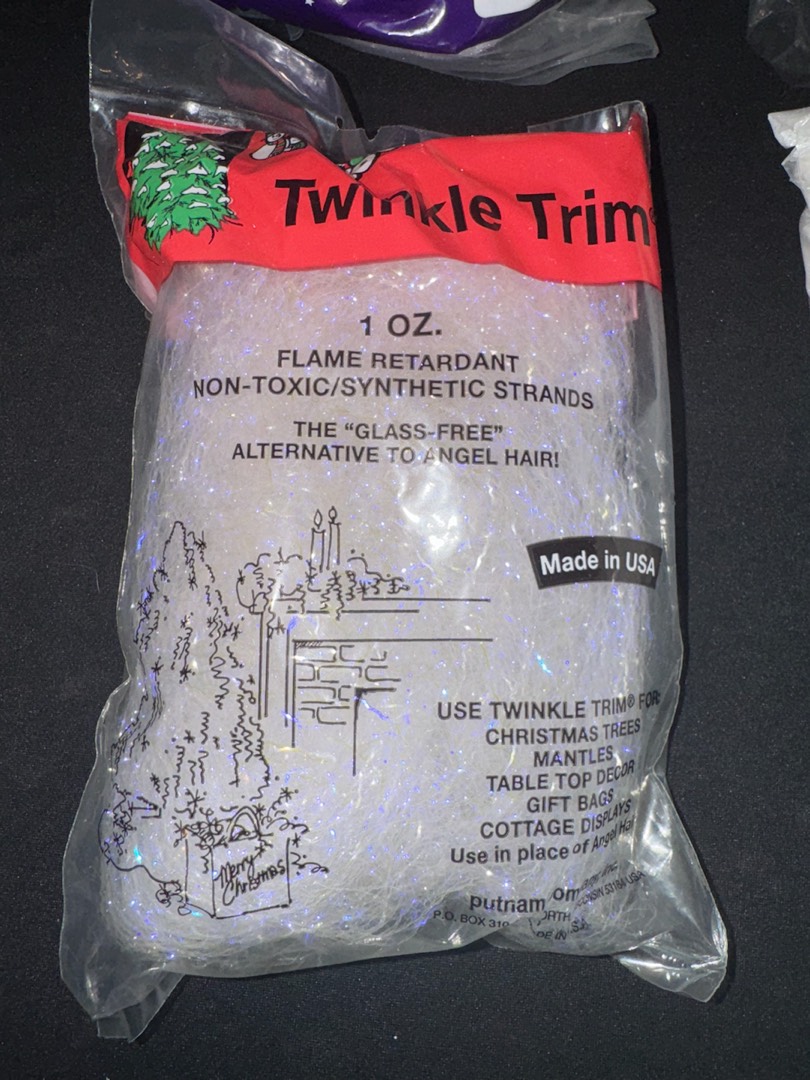 Twinkle Trim
1 OZ.
FLAME RETARDANT
NON-TOXIC/SYNTHETIC STRANDS
THE “GLASS-FREE”
ALTERNATIVE TO ANGEL HAIR!
Made in USA
USE TWINKLE TRIM® FOR:
CHRISTMAS TREES
MANTLES
TABLE TOP DECOR
GIFT BAGS
COTTAGE DISPLAYS
Use in place of Angel
Merry
Christmas
putnam
P.O. BOX 310